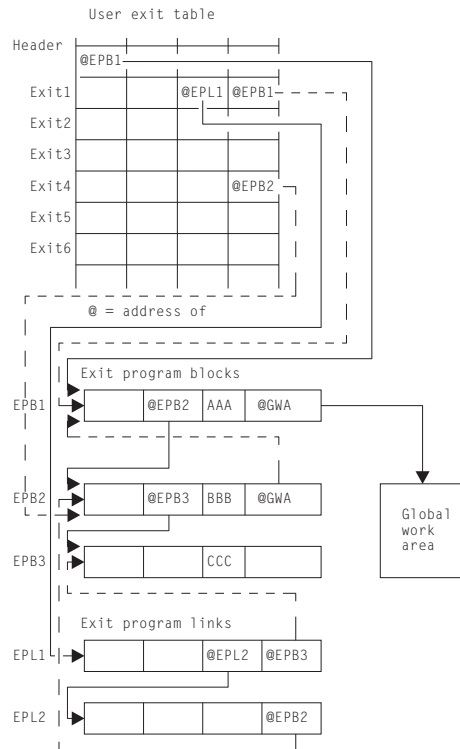 User exit table
Header
@EPB1
Exit1 @EPL1 @EPB1
Exit2
Exit3
Exit4 @EPB2
Exit5
Exit6
@ = address of
Exit program blocks
EPB1 @EPB2 AAA @GWA
EPB2 @EPB3 BBB @GWA
Global
work
area
EPB3 CCC
Exit program links
EPL1 @EPL2 @EPB3
EPL2 @EPB2